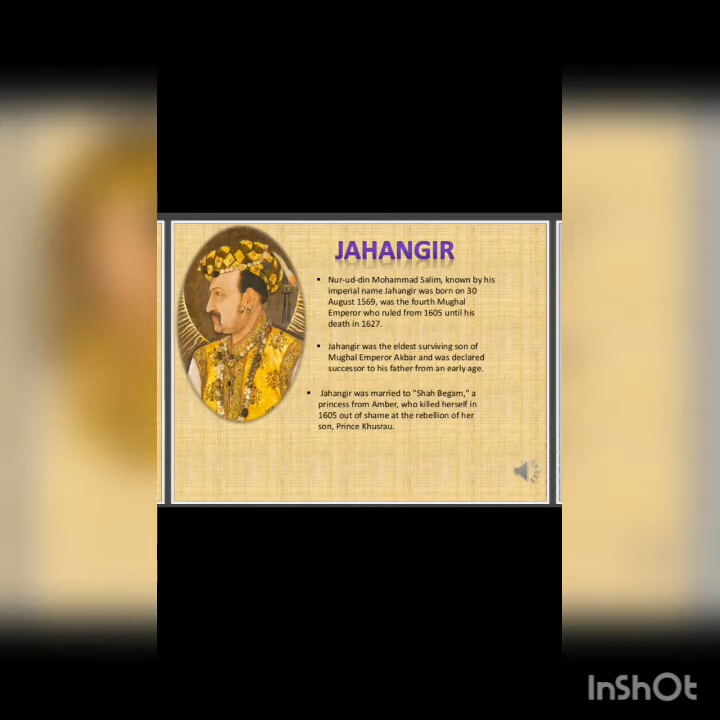 JAHANGIR
▪ Nur-ud-din Mohammad Salim, known by his
imperial name Jahangir was born on 30
August 1569, was the fourth Mughal
Emperor who ruled from 1605 until his
death in 1627.
▪ Jahangir was the eldest surviving son of
Mughal Emperor Akbar and was declared
successor to his father from an early age.
▪ Jahangir was married to "Shah Begam," a
princess from Amber, who killed herself in
1605 out of shame at the rebellion of her
son, Prince Khusrau.
InShOt